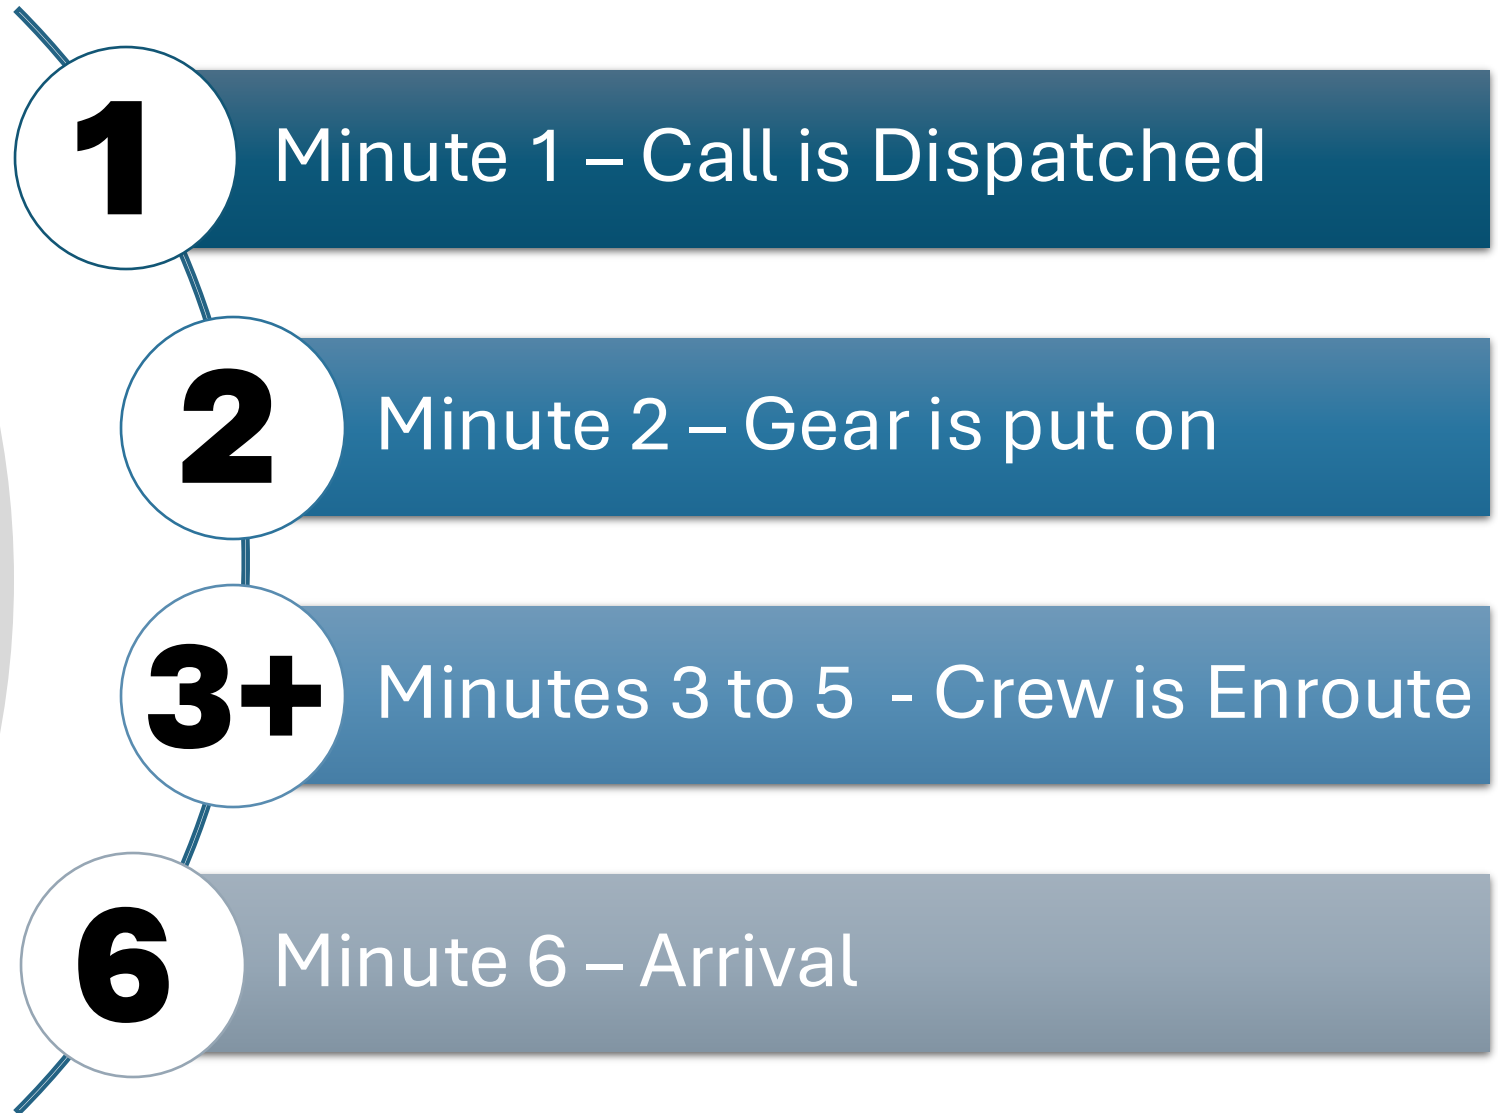 1
Minute 1 – Call is Dispatched
2
Minute 2 – Gear is put on
3+
Minutes 3 to 5  - Crew is Enroute
6
Minute 6 – Arrival